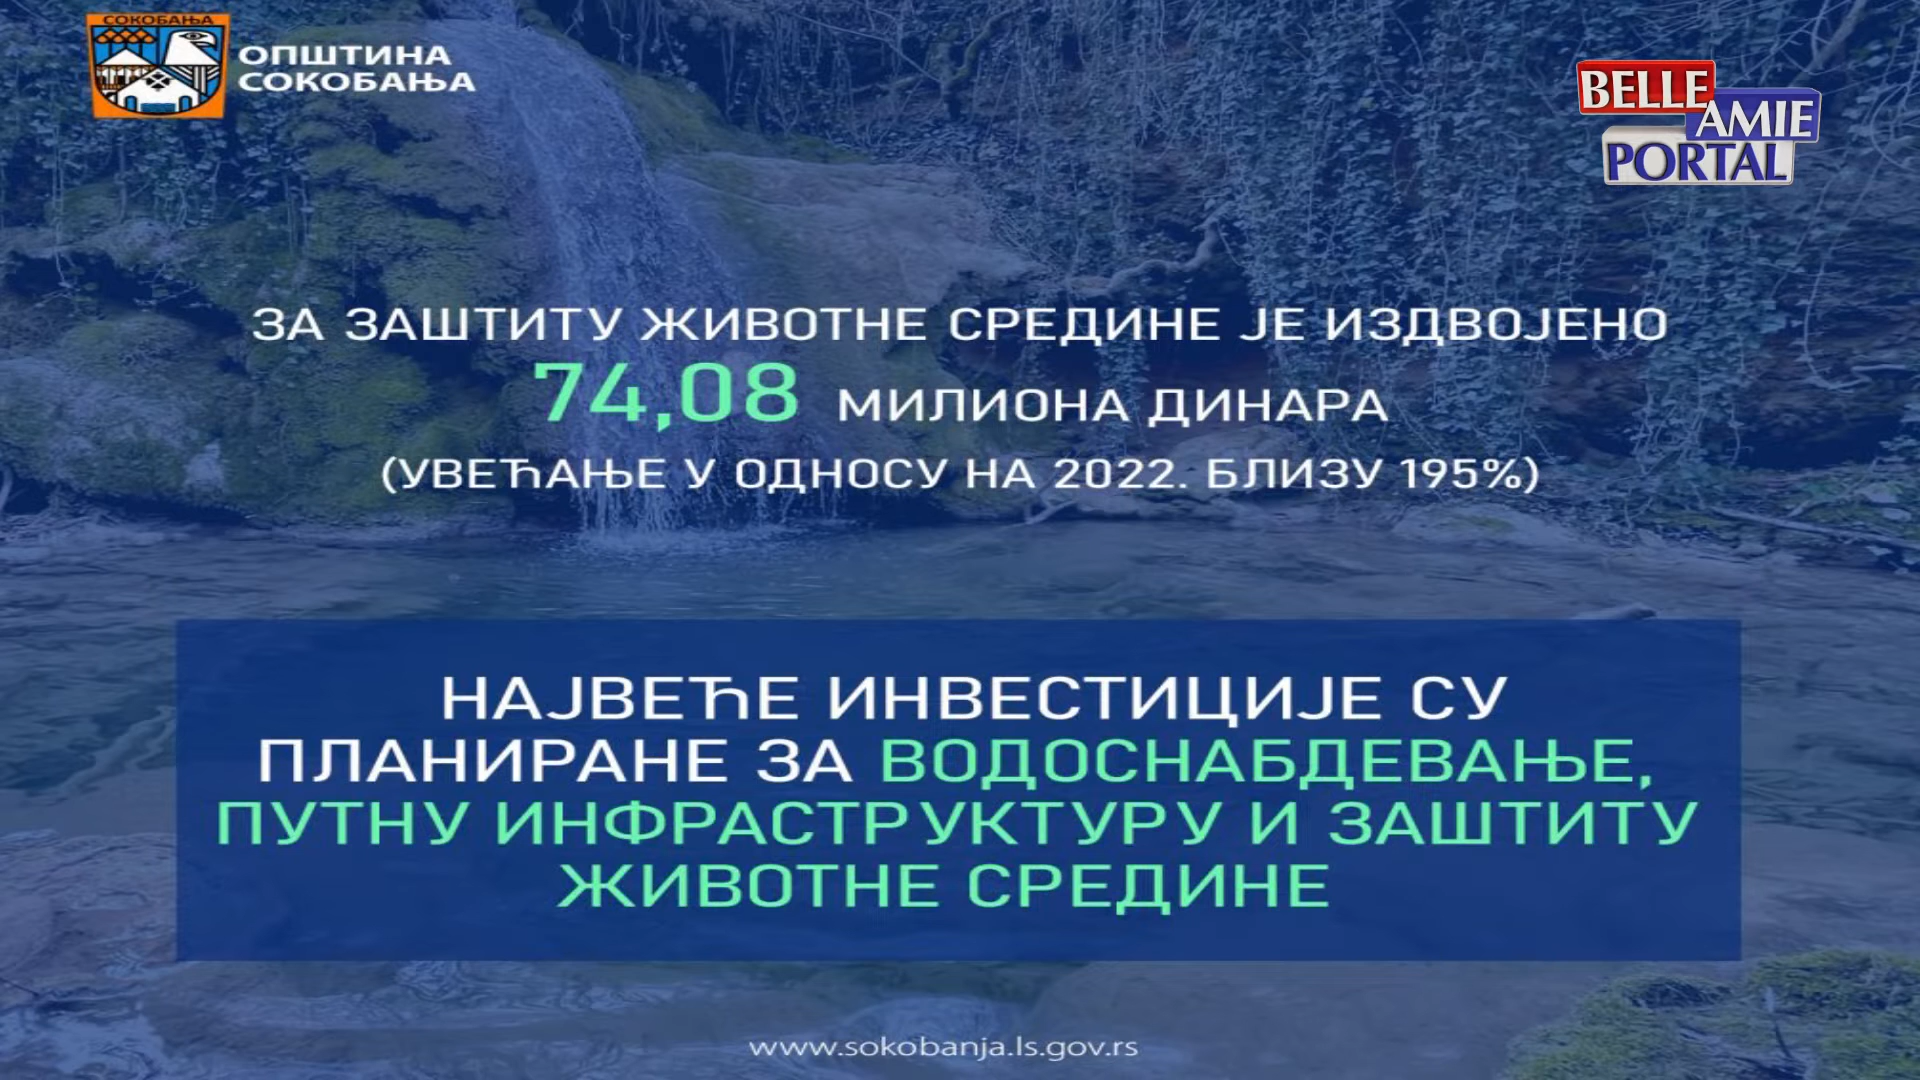 СОКОБАЊА
ОПШТИНА
СОКОБАЊА
BELLE
AMIE
PORTAL
ЗА ЗАШТИТУ ЖИВОТНЕ СРЕДИНЕ ЈЕ ИЗДВОЈЕНО
74,08 МИЛИОНА ДИНАРА
(УВЕЋАЊЕ У ОДНОСУ НА 2022. БЛИЗУ 195%)
НАЈВЕЋЕ ИНВЕСТИЦИЈЕ СУ
ПЛАНИРАНЕ ЗА ВОДОСНАБДЕВАЊЕ,
ПУТНУ ИНФРАСТРУКТУРУ И ЗАШТИТУ
ЖИВОТНЕ СРЕДИНЕ
www.sokobanja.ls.gov.rs